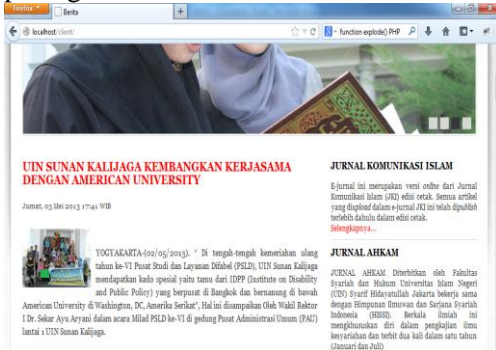 Firefox
Berita
localhost/client/
function explode() PHP
UIN SUNAN KALIJAGA KEMBANGKAN KERJASAMA
DENGAN AMERICAN UNIVERSITY
Jumat, 03 Mei 2013 17:41 WIB
YOGYAKARTA-(02/05/2013). " Di tengah-tengah kemeriahan ulang
tahun ke-VI Pusat Studi dan Layanan Difabel (PSLD), UIN Sunan Kalijaga
mendapatkan kado spesial yaitu tamu dari IDPP (Institute on Disability
and Public Policy) yang berpusat di Bangkok dan bernaung di bawah
American University di Washington, DC, Amerika Serikat", Hal ini disampaikan Oleh Wakil Rektor
I Dr. Sekar Ayu Aryani dalam acara Milad PSLD ke-VI di gedung Pusat Administrasi Umum (PAU)
lantai 1 UIN Sunan Kalijaga.
JURNAL KOMUNIKASI ISLAM
E-jurnal ini merupakan versi online dari Jurnal
Komunikasi Islam (JKI) edisi cetak. Semua artikel
yang diupload dalam e-jurnal JKI ini telah dipublish
terlebih dahulu dalam edisi cetak.
Selengkapnya...
JURNAL AHKAM
JURNAL AHKAM Diterbitkan oleh Fakultas
Syariah dan Hukum Universitas Islam Negeri
(UIN) Syarif Hidayatullah Jakarta bekerja sama
dengan Himpunan Ilmuwan dan Sarjana Syariah
Indonesia (HISSI). Berkala ilmiah ini
mengkhususkan diri dalam pengkajian ilmu
kesyariahan dan terbit dua kali dalam satu tahun
(Januari dan Juli)